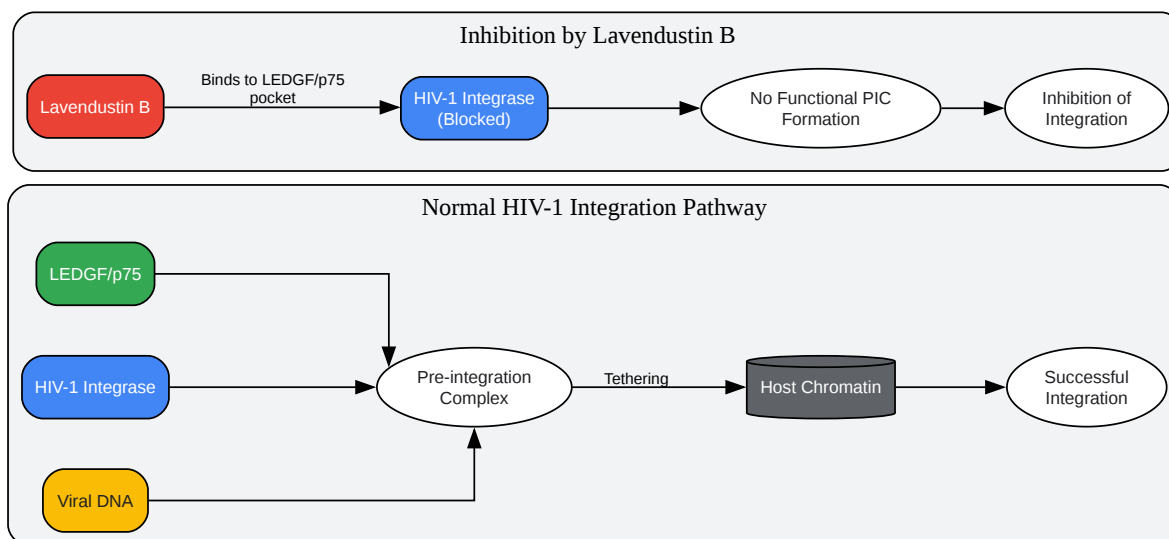 Inhibition by Lavendustin B
Binds to LEDGF/p75
pocket
Lavendustin B
HIV-1 Integrase
(Blocked)
No Functional PIC
Formation
Inhibition of
Integration
Normal HIV-1 Integration Pathway
LEDGF/p75
HIV-1 Integrase
Viral DNA
Pre-integration
Complex
Tethering
Host Chromatin
Successful
Integration